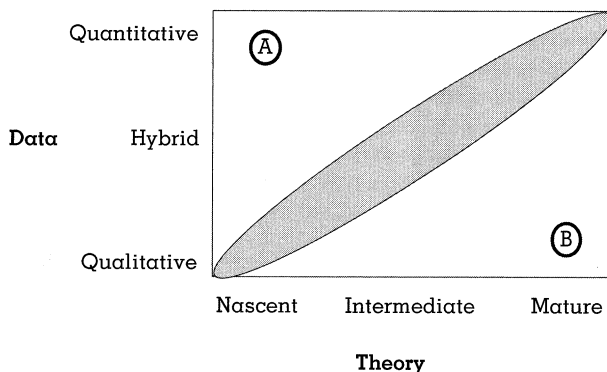 Quantitative
A
Data Hybrid
B
Qualitative
Nascent Intermediate Mature
Theory